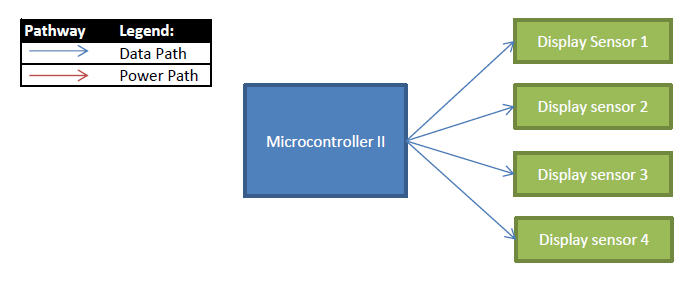 Pathway Legend:
Data Path
Power Path
Microcontroller II
Display Sensor 1
Display sensor 2
Display sensor 3
Display sensor 4